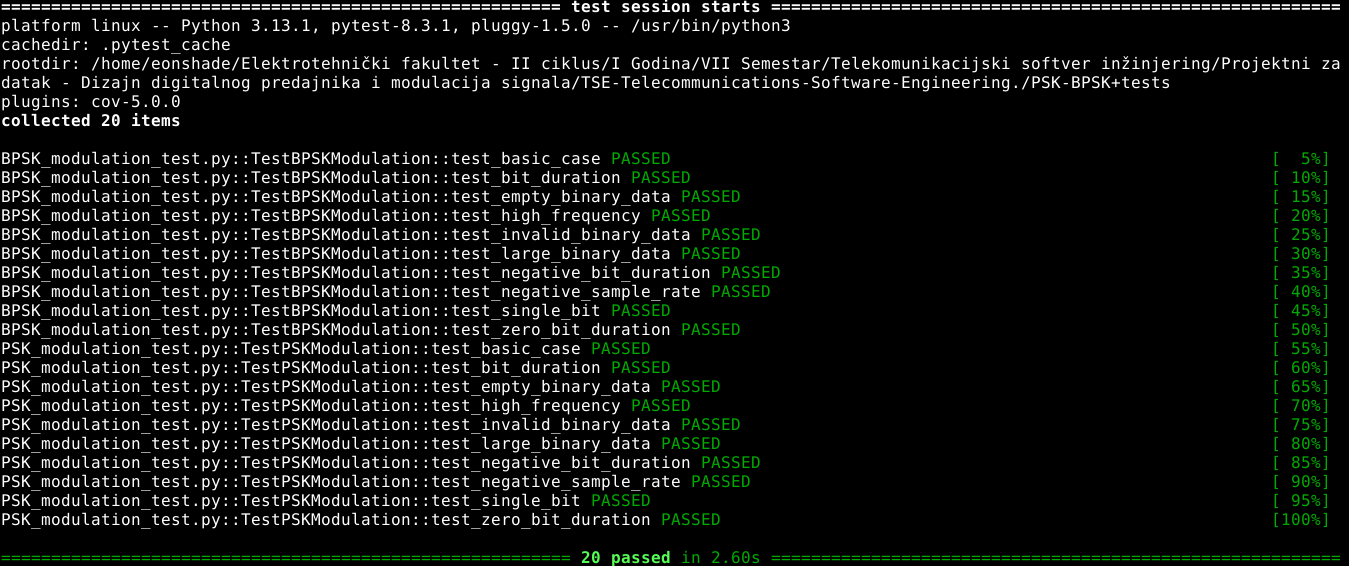 ======================================================== test session starts =========================================================
platform linux -- Python 3.13.1, pytest-8.3.1, pluggy-1.5.0 -- /usr/bin/python3
cachedir: .pytest_cache
rootdir: /home/eonshade/Elektrotehnički fakultet - II ciklus/I Godina/VII Semestar/Telekomunikacijski softver inžinjering/Projektni za
datak - Dizajn digitalnog predajnika i modulacija signala/TSE-Telecommunications-Software-Engineering./PSK-BPSK+tests
plugins: cov-5.0.0
collected 20 items

BPSK_modulation_test.py::TestBPSKModulation::test_basic_case PASSED [  5%]
BPSK_modulation_test.py::TestBPSKModulation::test_bit_duration PASSED [ 10%]
BPSK_modulation_test.py::TestBPSKModulation::test_empty_binary_data PASSED [ 15%]
BPSK_modulation_test.py::TestBPSKModulation::test_high_frequency PASSED [ 20%]
BPSK_modulation_test.py::TestBPSKModulation::test_invalid_binary_data PASSED [ 25%]
BPSK_modulation_test.py::TestBPSKModulation::test_large_binary_data PASSED [ 30%]
BPSK_modulation_test.py::TestBPSKModulation::test_negative_bit_duration PASSED [ 35%]
BPSK_modulation_test.py::TestBPSKModulation::test_negative_sample_rate PASSED [ 40%]
BPSK_modulation_test.py::TestBPSKModulation::test_single_bit PASSED [ 45%]
BPSK_modulation_test.py::TestBPSKModulation::test_zero_bit_duration PASSED [ 50%]
PSK_modulation_test.py::TestPSKModulation::test_basic_case PASSED [ 55%]
PSK_modulation_test.py::TestPSKModulation::test_bit_duration PASSED [ 60%]
PSK_modulation_test.py::TestPSKModulation::test_empty_binary_data PASSED [ 65%]
PSK_modulation_test.py::TestPSKModulation::test_high_frequency PASSED [ 70%]
PSK_modulation_test.py::TestPSKModulation::test_invalid_binary_data PASSED [ 75%]
PSK_modulation_test.py::TestPSKModulation::test_large_binary_data PASSED [ 80%]
PSK_modulation_test.py::TestPSKModulation::test_negative_bit_duration PASSED [ 85%]
PSK_modulation_test.py::TestPSKModulation::test_negative_sample_rate PASSED [ 90%]
PSK_modulation_test.py::TestPSKModulation::test_single_bit PASSED [ 95%]
PSK_modulation_test.py::TestPSKModulation::test_zero_bit_duration PASSED [100%]

========================================================= 20 passed in 2.60s =========================================================